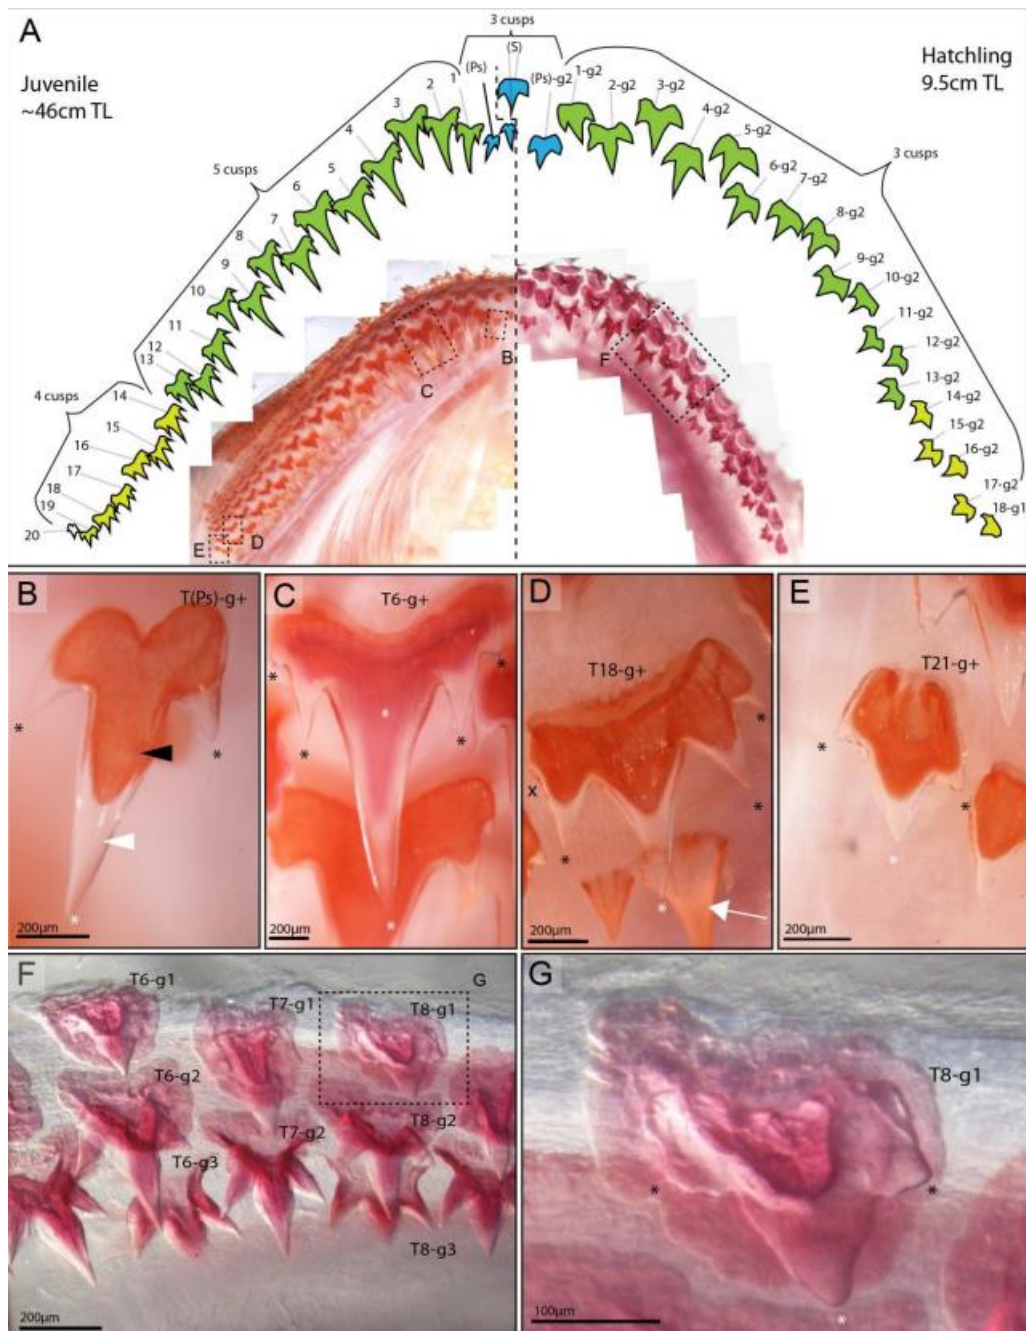 A
3 cusps
(S)
(Ps)
(Ps)-g2
Juvenile
~46cm TL
Hatchling
9.5cm TL
1
2
3
4
5
6
7
8
9
10
11
12
13
14
15
16
17
18
19
20
5 cusps
4 cusps
1-g2
2-g2
3-g2
4-g2
5-g2
6-g2
7-g2
8-g2
9-g2
10-g2
11-g2
12-g2
13-g2
14-g2
15-g2
16-g2
17-g2
18-g1
3 cusps
B
C
D
E
F
B
T(Ps)-g+
*
*
*
200µm
C
T6-g+
*
*
*
*
*
*
200µm
D
T18-g+
*
x
*
*
*
200µm
E
T21-g+
*
*
*
200µm
F
T6-g1
T7-g1
T8-g1
G
T6-g2
T7-g2
T8-g2
T6-g3
T8-g3
200µm
G
T8-g1
*
*
*
100µm